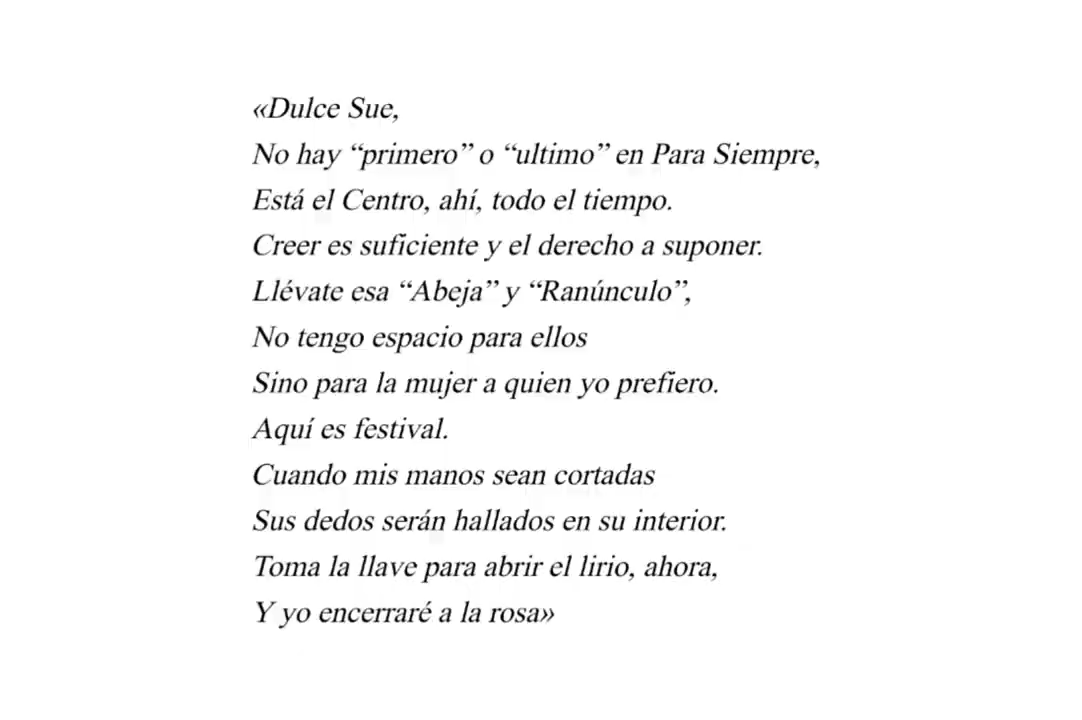 «Dulce Sue,
No hay “primero” o “ultimo” en Para Siempre,
Está el Centro, ahí, todo el tiempo.
Creer es suficiente y el derecho a suponer.
Llévate esa “Abeja” y “Ranúnculo”,
No tengo espacio para ellos
Sino para la mujer a quien yo prefiero.
Aquí es festival.
Cuando mis manos sean cortadas
Sus dedos serán hallados en su interior.
Toma la llave para abrir el lirio, ahora,
Y yo encerraré a la rosa»